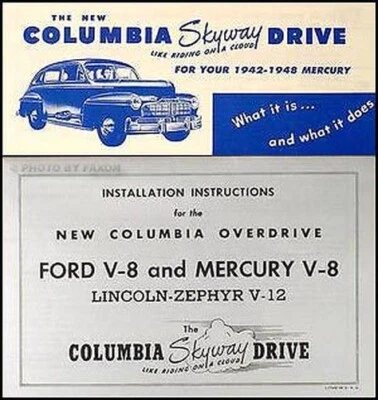 THE NEW
COLUMBIA Skyway DRIVE
LIKE RIDING ON A CLOUD
FOR YOUR 1942-1948 MERCURY
What it is...
and what it does
© PHOTO BY FAXON
INSTALLATION INSTRUCTIONS
for the
NEW COLUMBIA OVERDRIVE
FORD V-8 and MERCURY V-8
LINCOLN-ZEPHYR V-12
The
COLUMBIA Skyway DRIVE
LIKE RIDING ON A CLOUD